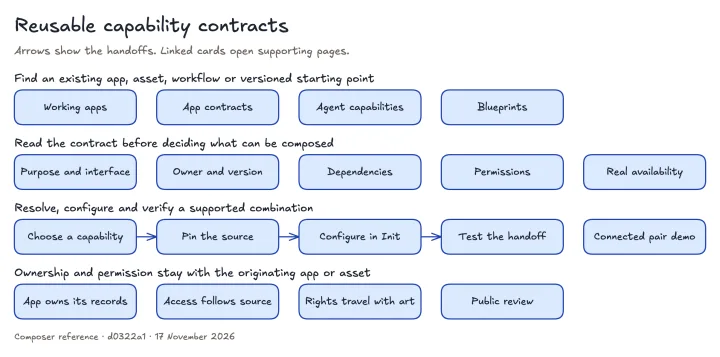 Reusable capability contracts
Arrows show the handoffs. Linked cards open supporting pages.
Find an existing app, asset, workflow or versioned starting point
Working apps
App contracts
Agent capabilities
Blueprints
Read the contract before deciding what can be composed
Purpose and interface
Owner and version
Dependencies
Permissions
Real availability
Resolve, configure and verify a supported combination
Choose a capability
Pin the source
Configure in Init
Test the handoff
Connected pair demo
Ownership and permission stay with the originating app or asset
App owns its records
Access follows source
Rights travel with art
Public review
Composer reference · d0322a1 · 17 November 2026